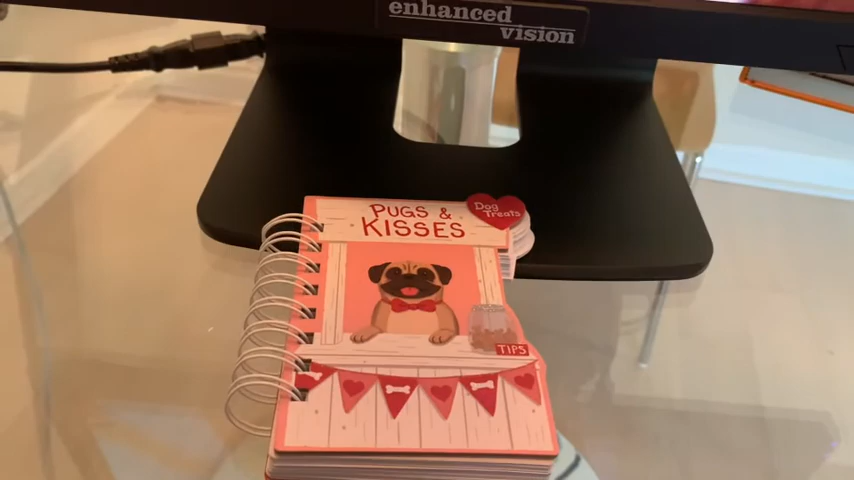 enhanced
vision
PUGS &
KISSES
Dog
Treats
TIPS